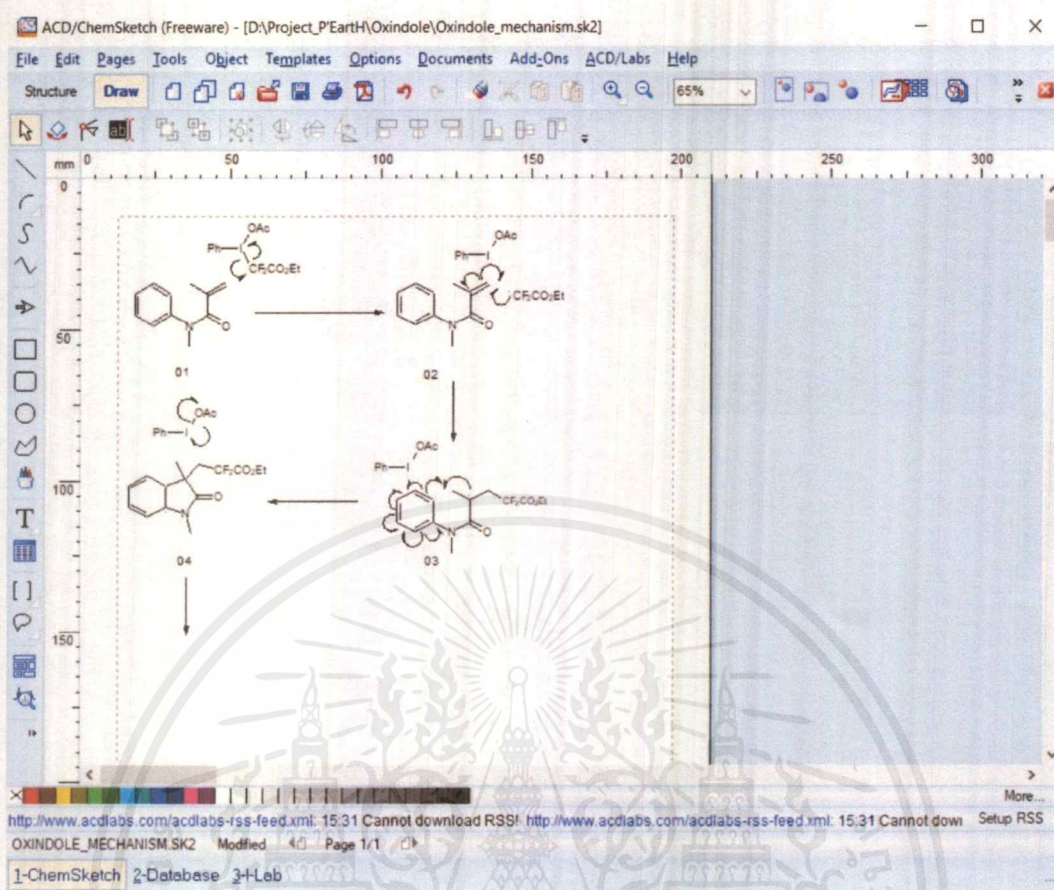 ACD/ChemSketch (Freeware) - [D:\Project_P'EartH\Oxindole\Oxindole_mechanism.sk2]
File Edit Pages Tools Object Templates Options Documents Add-Ons ACD/Labs Help
Structure Draw 65%
ab
mm 0 50 100 150 200 250 300
0
OAc
Ph I
CF₂CO₂Et
N O
01
OAc
Ph I
CF₂CO₂Et
N O
02
50
OAc
Ph I
CF₂CO₂Et
N O
04
OAc
Ph I
CF₂CO₂Et
N O
03
100
150
T
[ ]
More...
http://www.acdlabs.com/acdlabs-rss-feed.xml: 15:31 Cannot download RSS! http://www.acdlabs.com/acdlabs-rss-feed.xml: 15:31 Cannot dowi Setup RSS
OXINDOLE_MECHANISM.SK2 Modified Page 1/1
1-ChemSketch 2-Database 3-I-Lab